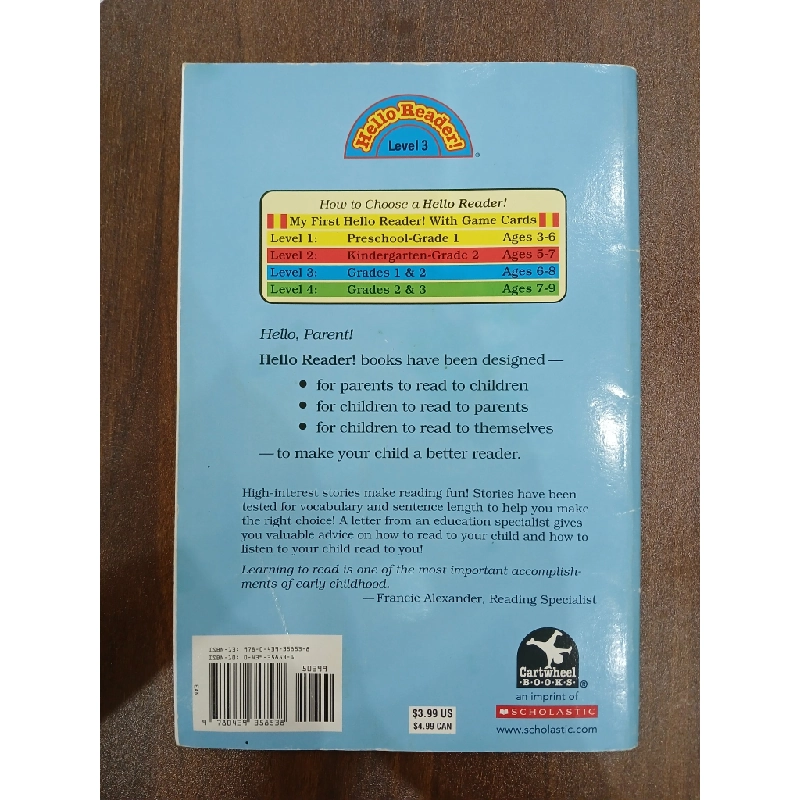 Hello Reader!
Level 3
How to Choose a Hello Reader!
My First Hello Reader! With Game Cards
Level 1: Preschool-Grade 1 Ages 3-6
Level 2: Kindergarten-Grade 2 Ages 5-7
Level 3: Grades 1 & 2 Ages 6-8
Level 4: Grades 2 & 3 Ages 7-9
Hello, Parent!
Hello Reader! books have been designed—
• for parents to read to children
• for children to read to parents
• for children to read to themselves
—to make your child a better reader.
High-interest stories make reading fun! Stories have been
tested for vocabulary and sentence length to help you make
the right choice! A letter from an education specialist gives
you valuable advice on how to read to your child and how to
listen to your child read to you!
Learning to read is one of the most important accomplish-
ments of early childhood.
—Francie Alexander, Reading Specialist
ISBN-13:
ISBN-10:
50399
$3.99 US
$4.99 CAN
Cartwheel
·B·O·O·K·S· ®
an imprint of
SCHOLASTIC
www.scholastic.com